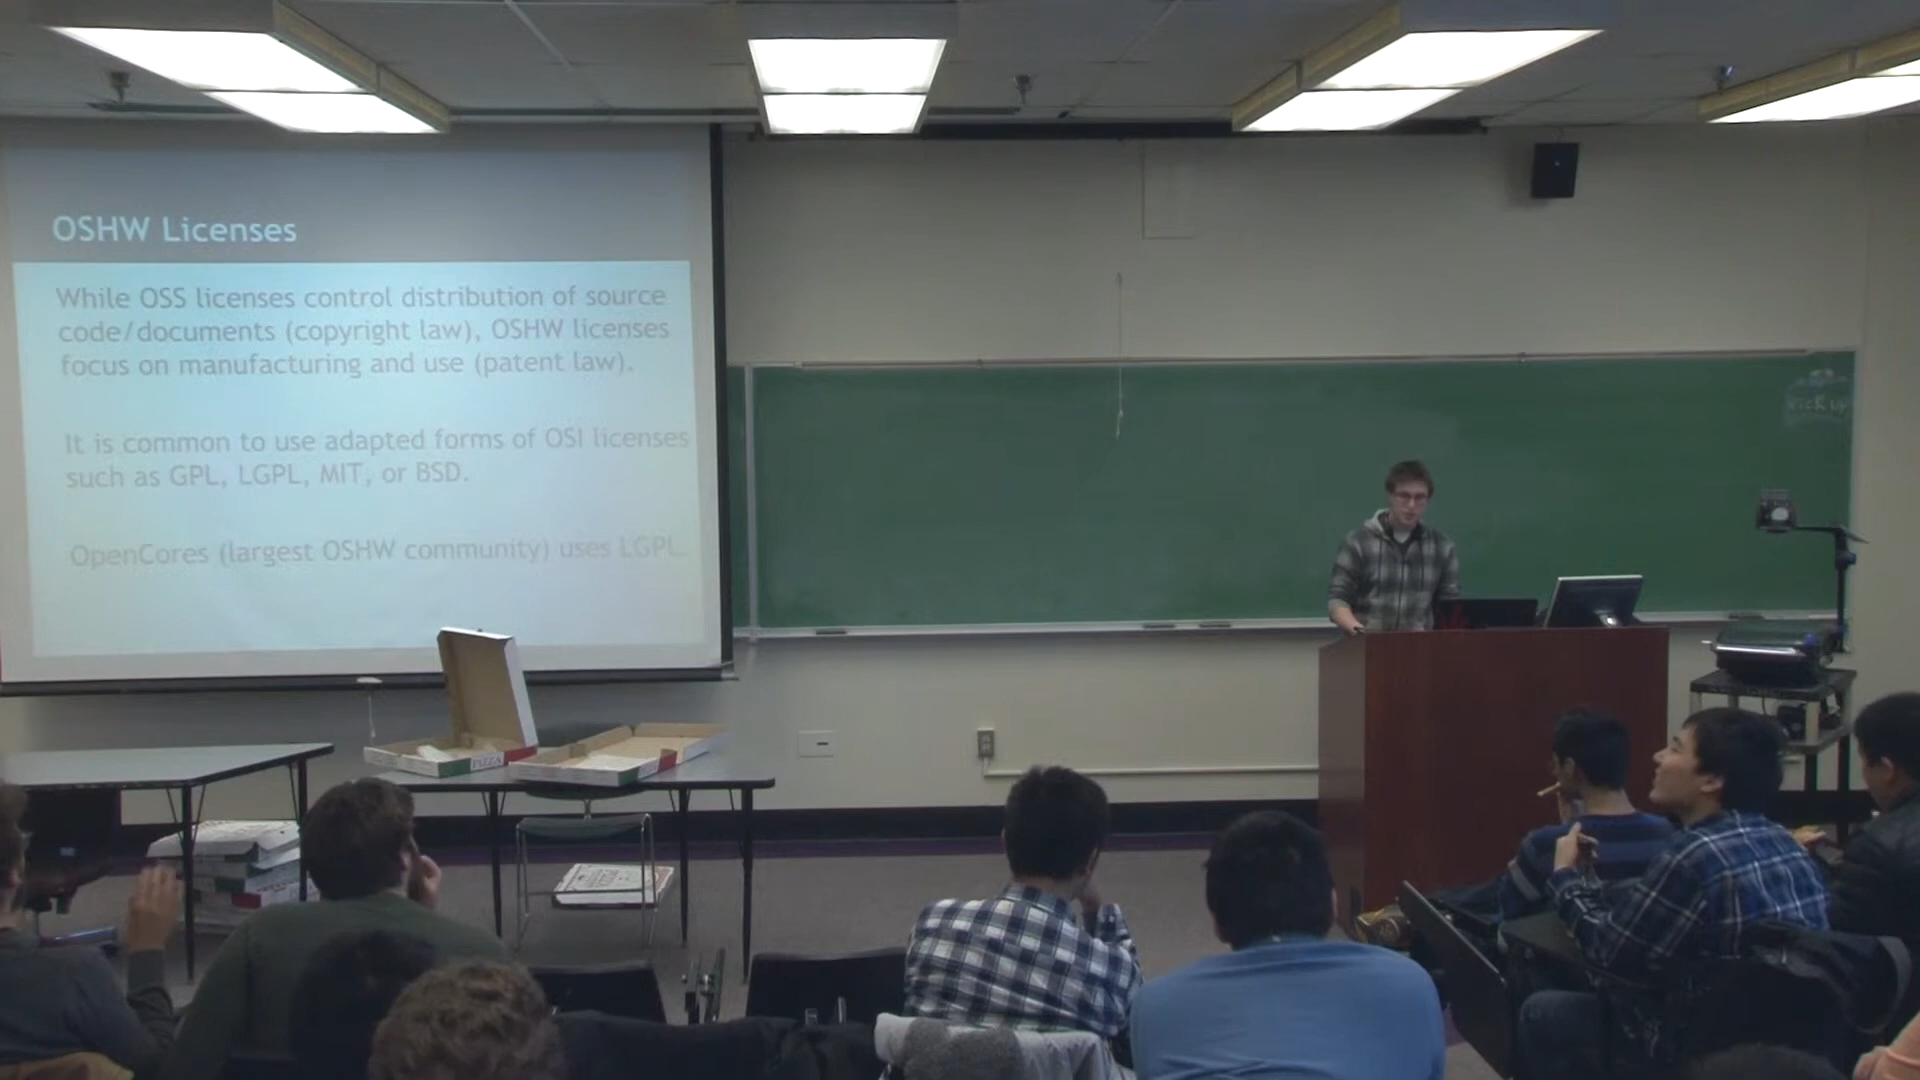 OSHW Licenses
While OSS licenses control distribution of source
code/documents (copyright law), OSHW licenses
focus on manufacturing and use (patent law).
It is common to use adapted forms of OSI licenses
such as GPL, LGPL, MIT, or BSD.
OpenCores (largest OSHW community) uses LGPL.
PIZZA